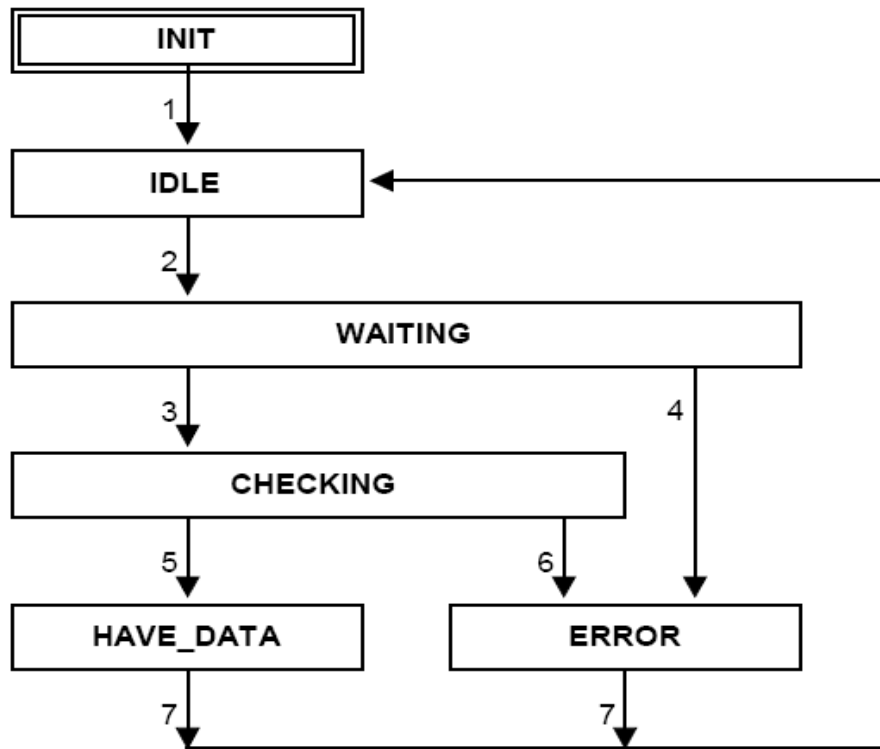 INIT
1
IDLE
2
WAITING
3
4
CHECKING
5
6
HAVE_DATA
ERROR
7
7